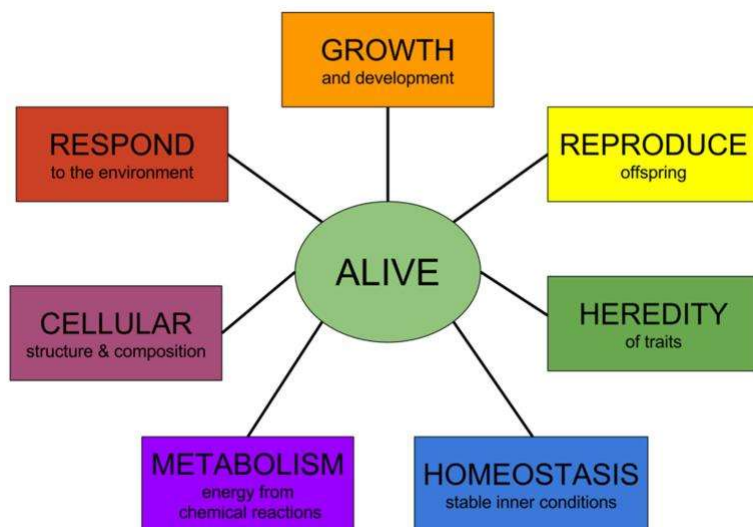 GROWTH
and development
RESPOND
to the environment
REPRODUCE
offspring
ALIVE
CELLULAR
structure & composition
HEREDITY
of traits
METABOLISM
energy from
chemical reactions
HOMEOSTASIS
stable inner conditions